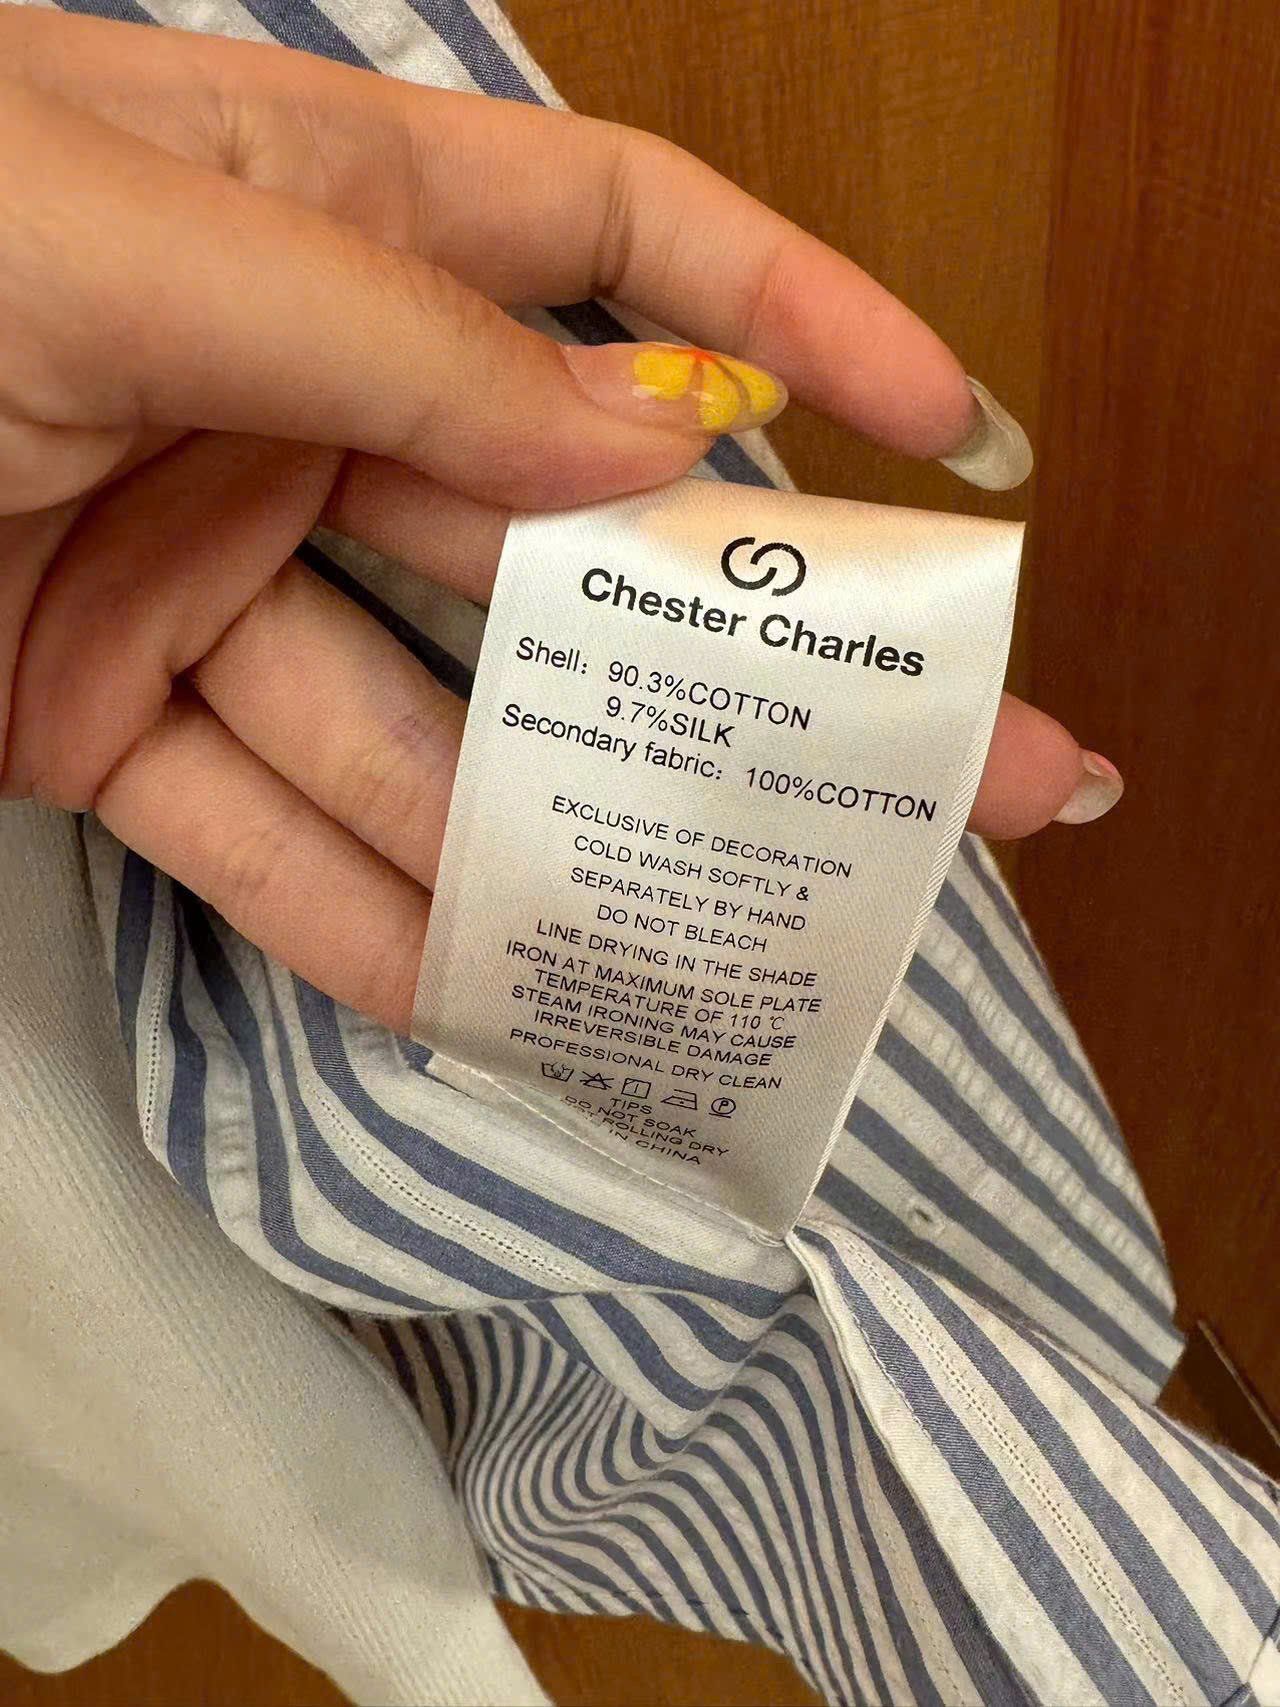 Chester Charles
Shell: 90.3%COTTON
9.7%SILK
Secondary fabric: 100%COTTON
EXCLUSIVE OF DECORATION
COLD WASH SOFTLY &
SEPARATELY BY HAND
DO NOT BLEACH
LINE DRYING IN THE SHADE
IRON AT MAXIMUM SOLE PLATE
TEMPERATURE OF 110 ℃
STEAM IRONING MAY CAUSE
IRREVERSIBLE DAMAGE
PROFESSIONAL DRY CLEAN
P
TIPS
DO NOT SOAK
ROLLING DRY
IN CHINA